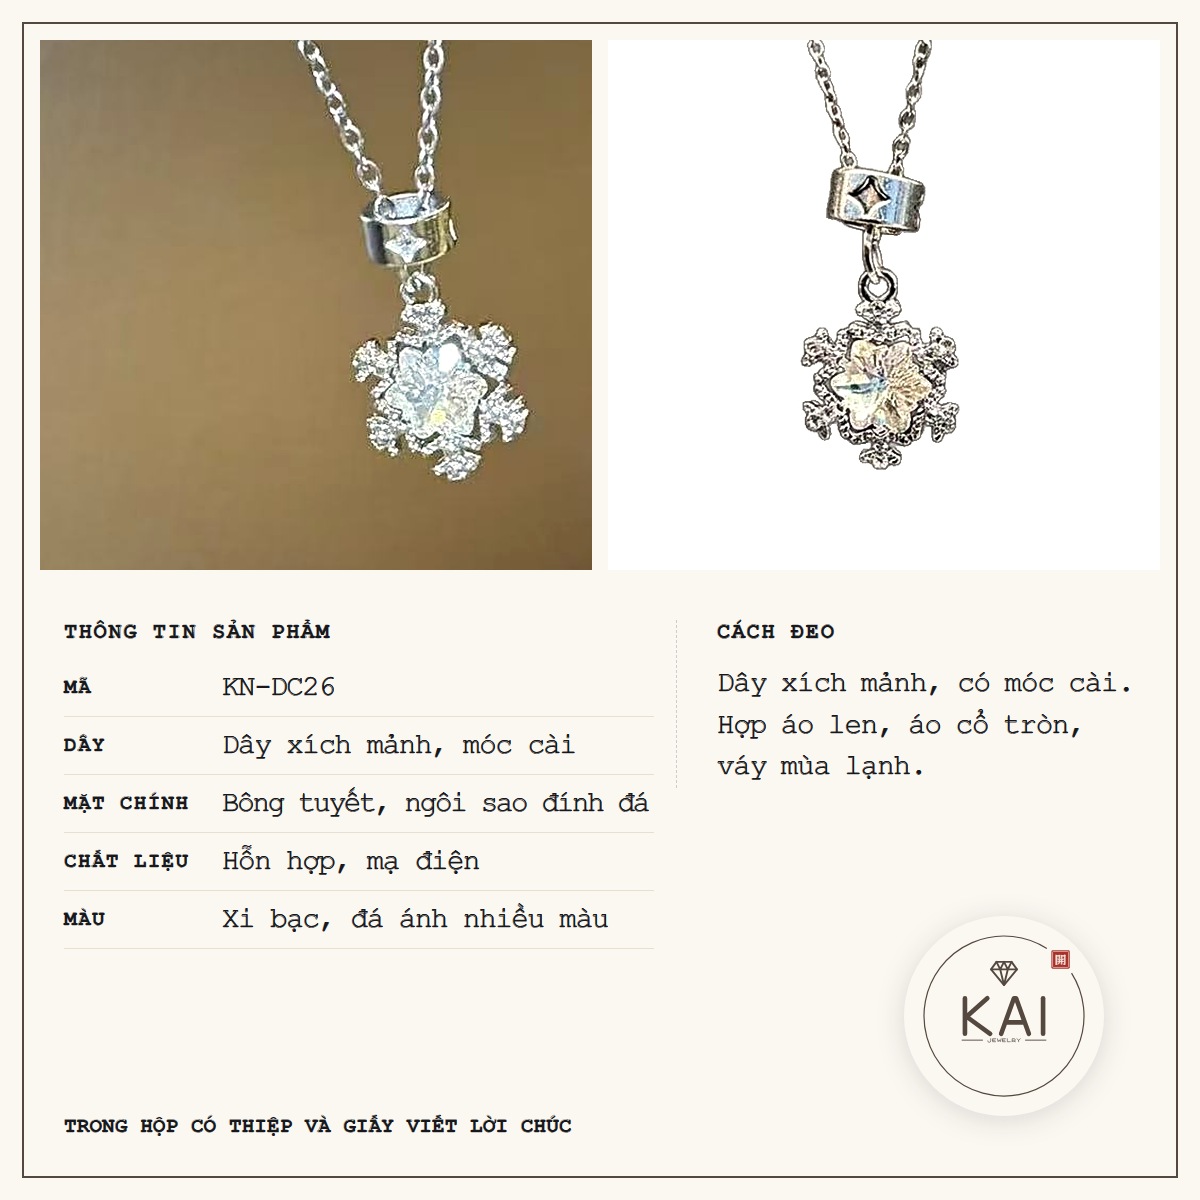 THÔNG TIN SẢN PHẨM
MÃ KN-DC26
DÂY Dây xích mảnh, móc cài
MẶT CHÍNH Bông tuyết, ngôi sao đính đá
CHẤT LIỆU Hỗn hợp, mạ điện
MÀU Xi bạc, đá ánh nhiều màu
CÁCH ĐEO
Dây xích mảnh, có móc cài.
Hợp áo len, áo cổ tròn,
váy mùa lạnh.
開
KAI
JEWELRY
TRONG HỘP CÓ THIỆP VÀ GIẤY VIẾT LỜI CHÚC